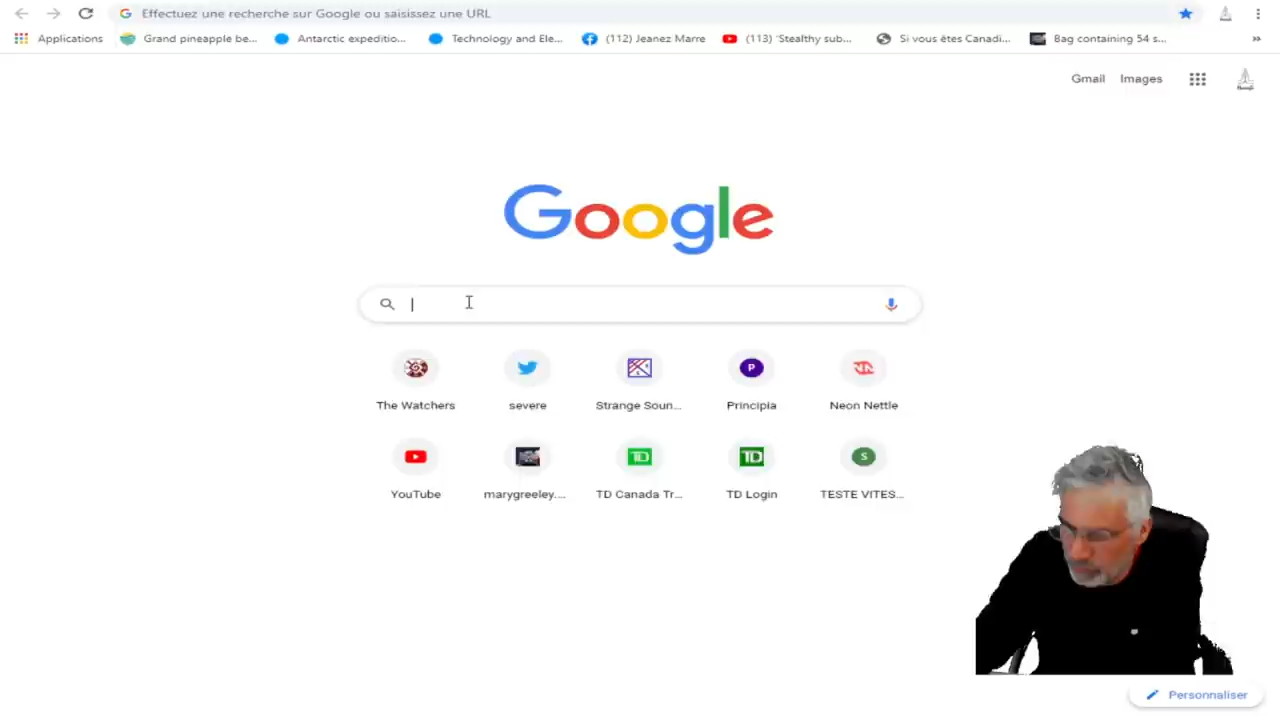 Effectuez une recherche sur Google ou saisissez une URL
Applications Grand pineapple be... Antarctic expeditio... Technology and Ele... (112) Jeanez Marre (113) 'Stealthy sub... Si vous êtes Canadi... Bag containing 54 s... »
Gmail Images
Google
The Watchers severe Strange Soun... Principia Neon Nettle
YouTube marygreeley.... TD Canada Tr... TD Login TESTE VITES...
Personnaliser